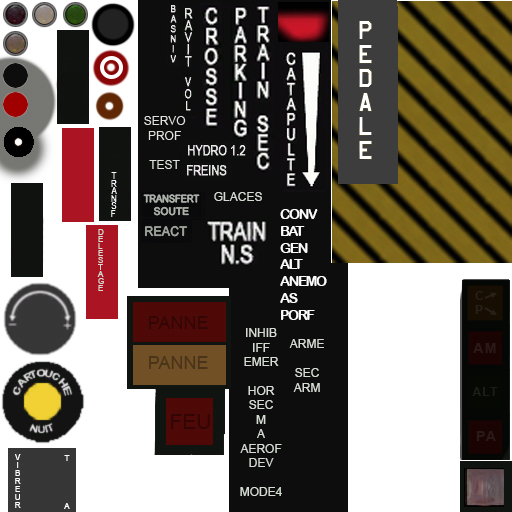 BASNIV
RAVIT VOL
CROSSE
PARKING
TRAIN SEC
CATAPULTE
PEDALE
SERVO
PROF
HYDRO 1.2
TEST
FREINS
TRANSF
TRANSFERT
SOUTE
GLACES
REACT
TRAIN
N.S
CONV
BAT
GEN
ALT
ANEMO
AS
PORF
DELESTAGE
PANNE
PANNE
FEU
INHIB
IFF
EMER
ARME
SEC
ARM
HOR
SEC
M
A
AEROF
DEV
MODE4
CARTOUCHE
NUIT
VIBREUR
T
A
C
P
AM
ALT
PA